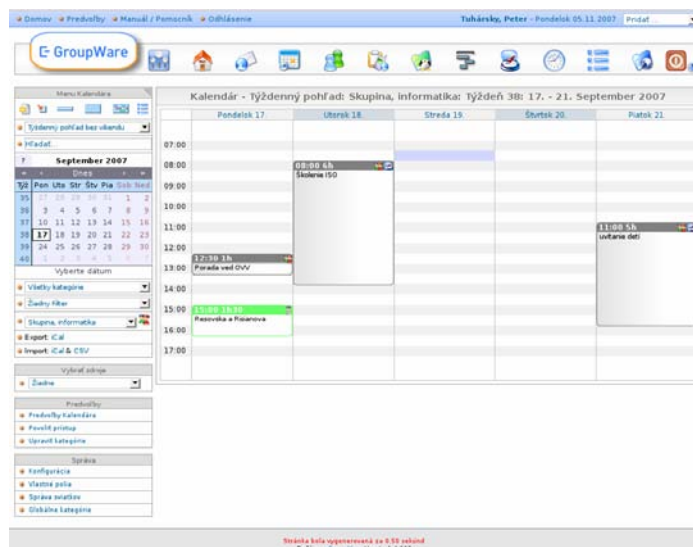 Domov Predvoľby Manuál / Pomocník Odhlásenie
Tuhársky, Peter - Pondelok 05.11.2007 Pridať ...
GroupWare
Menu Kalendára
Týždenný pohľad bez víkendu
Hľadať...
September 2007
Dnes
Týž Pon Uto Str Štv Pia Sob Ned
35 27 28 29 30 31 1 2
36 3 4 5 6 7 8 9
37 10 11 12 13 14 15 16
38 17 18 19 20 21 22 23
39 24 25 26 27 28 29 30
40 1 2 3 4 5 6 7
Vyberte dátum
Všetky kategórie
Žiadny filter
Skupina, informatika
Export: iCal
Import: iCal & CSV
Vybrať zdroje
Žiadne
Predvoľby
Predvoľby Kalendára
Povoliť prístup
Upraviť kategórie
Správa
Konfigurácia
Vlastné polia
Správa sviatkov
Globálne kategórie
Kalendár - Týždenný pohľad: Skupina, informatika: Týždeň 38: 17. - 21. September 2007
Pondelok 17. Utorok 18. Streda 19. Štvrtok 20. Piatok 21.
07:00
08:00
09:00
10:00
11:00
12:00
13:00
14:00
15:00
16:00
17:00
12:30 1h
Porada ved OVV
15:00 1h30
08:00 6h
Školenie ISO
11:00 5h
uvítanie detí
Stránka bola vygenerovaná za 0.50 sekúnd